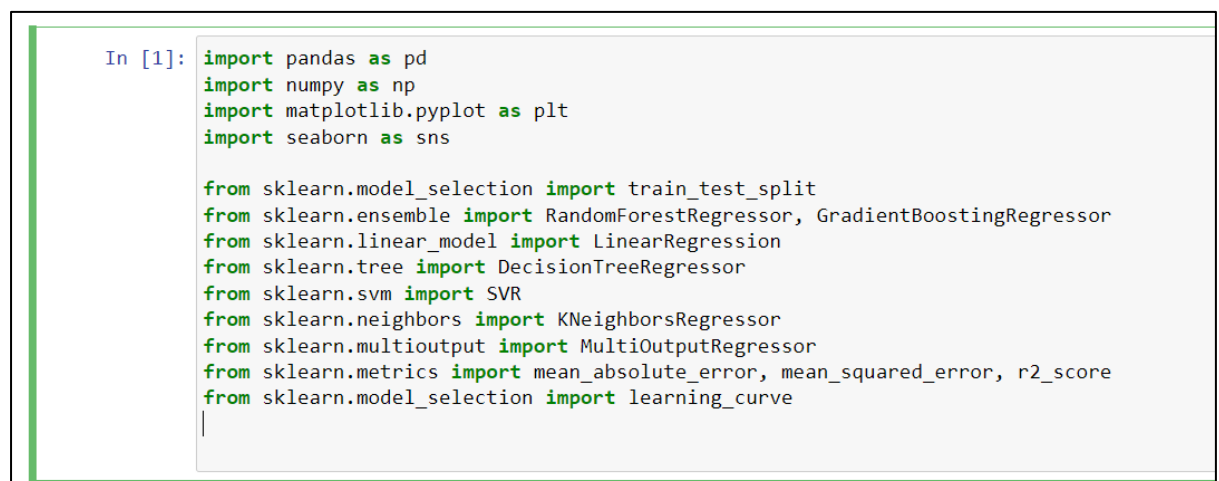 In [1]: import pandas as pd
import numpy as np
import matplotlib.pyplot as plt
import seaborn as sns
from sklearn.model_selection import train_test_split
from sklearn.ensemble import RandomForestRegressor, GradientBoostingRegressor
from sklearn.linear_model import LinearRegression
from sklearn.tree import DecisionTreeRegressor
from sklearn.svm import SVR
from sklearn.neighbors import KNeighborsRegressor
from sklearn.multioutput import MultiOutputRegressor
from sklearn.metrics import mean_absolute_error, mean_squared_error, r2_score
from sklearn.model_selection import learning_curve